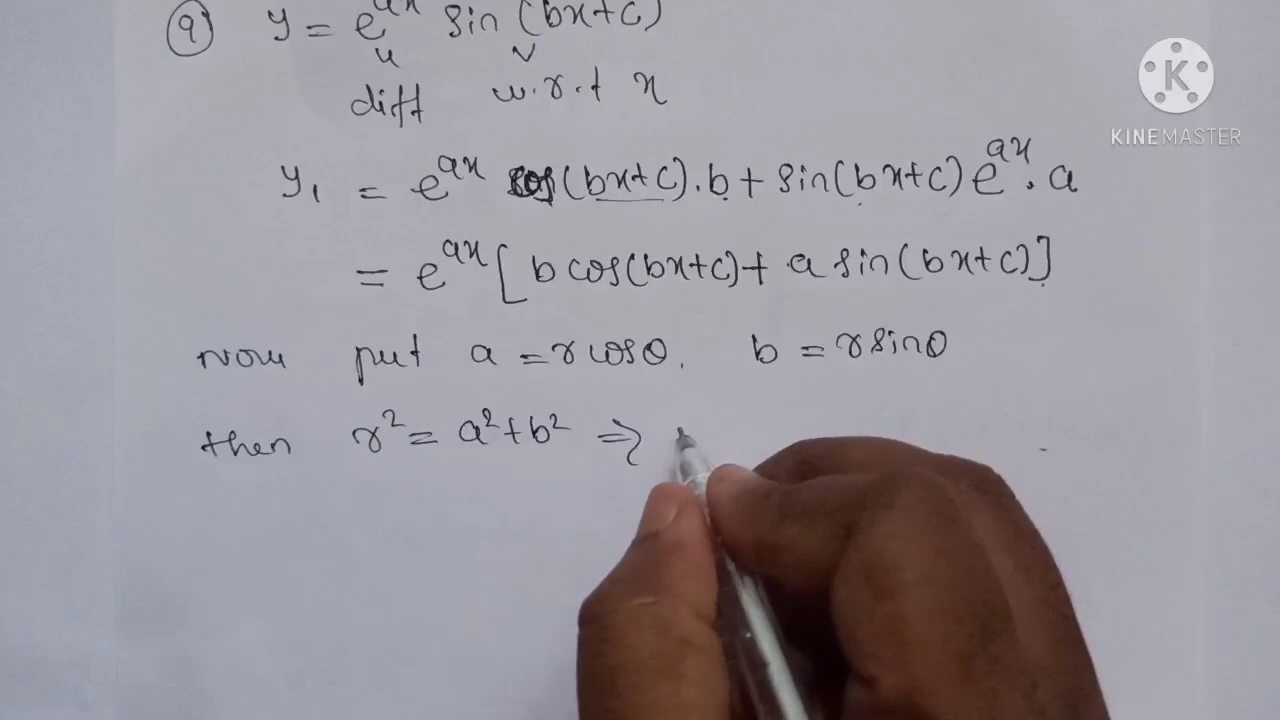 9) y = e^ax sin (bx+c)
u v
diff w.r.t x
K
KINEMASTER
y₁ = e^ax cos(bx+c).b + sin(bx+c) e^ax . a
= e^ax [b cos(bx+c) + a sin(bx+c)]
now put a = r cosθ. b = r sinθ
then r² = a² + b² ⇒